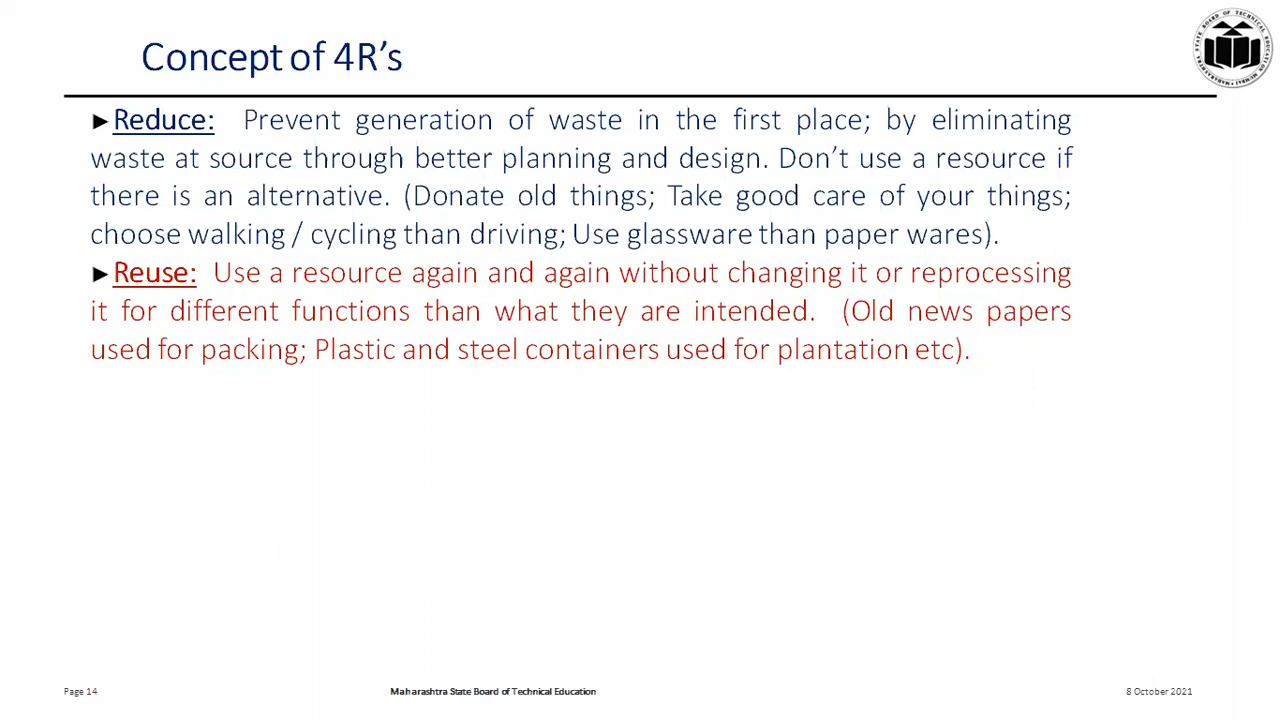 Concept of 4R's
►Reduce: Prevent generation of waste in the first place; by eliminating
waste at source through better planning and design. Don't use a resource if
there is an alternative. (Donate old things; Take good care of your things;
choose walking / cycling than driving; Use glassware than paper wares).
►Reuse: Use a resource again and again without changing it or reprocessing
it for different functions than what they are intended. (Old news papers
used for packing; Plastic and steel containers used for plantation etc).
Page 14
Maharashtra State Board of Technical Education
8 October 2021